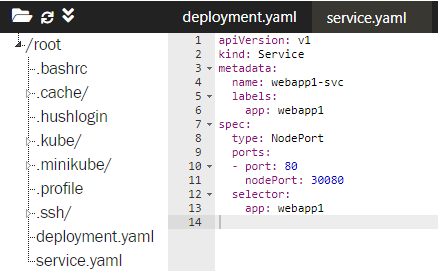 deployment.yaml service.yaml
/root
.bashrc
.cache/
.hushlogin
.kube/
.minikube/
.profile
.ssh/
deployment.yaml
service.yaml
1 apiVersion: v1
2 kind: Service
3 metadata:
4   name: webapp1-svc
5   labels:
6     app: webapp1
7 spec:
8   type: NodePort
9   ports:
10   - port: 80
11     nodePort: 30080
12   selector:
13     app: webapp1
14